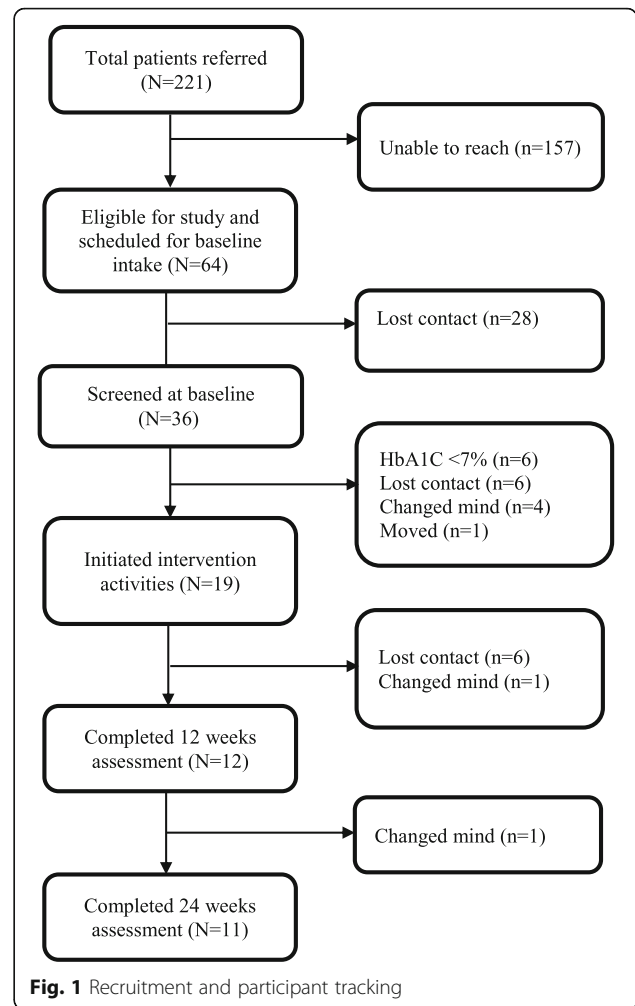 Total patients referred
(N=221)
Unable to reach (n=157)
Eligible for study and
scheduled for baseline
intake (N=64)
Lost contact (n=28)
Screened at baseline
(N=36)
HbA1C <7% (n=6)
Lost contact (n=6)
Changed mind (n=4)
Moved (n=1)
Initiated intervention
activities (N=19)
Lost contact (n=6)
Changed mind (n=1)
Completed 12 weeks
assessment (N=12)
Changed mind (n=1)
Completed 24 weeks
assessment (N=11)
Fig. 1 Recruitment and participant tracking